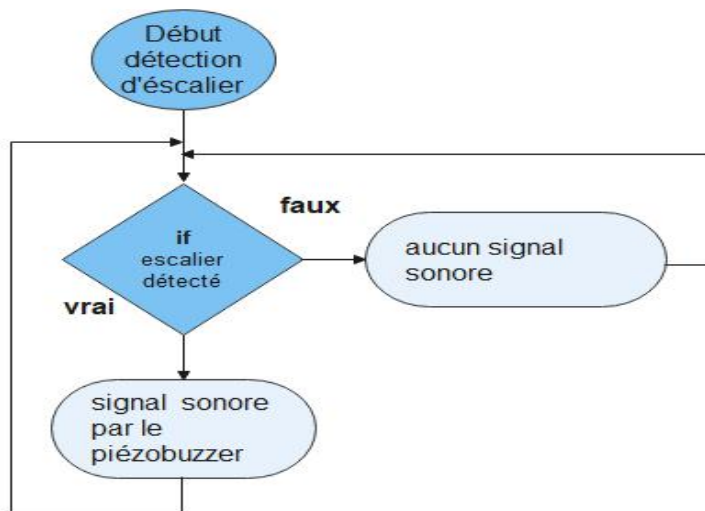 Début
détection
d'éscalier
faux
if
escalier
détecté
aucun signal
sonore
vrai
signal sonore
par le
piézobuzzer